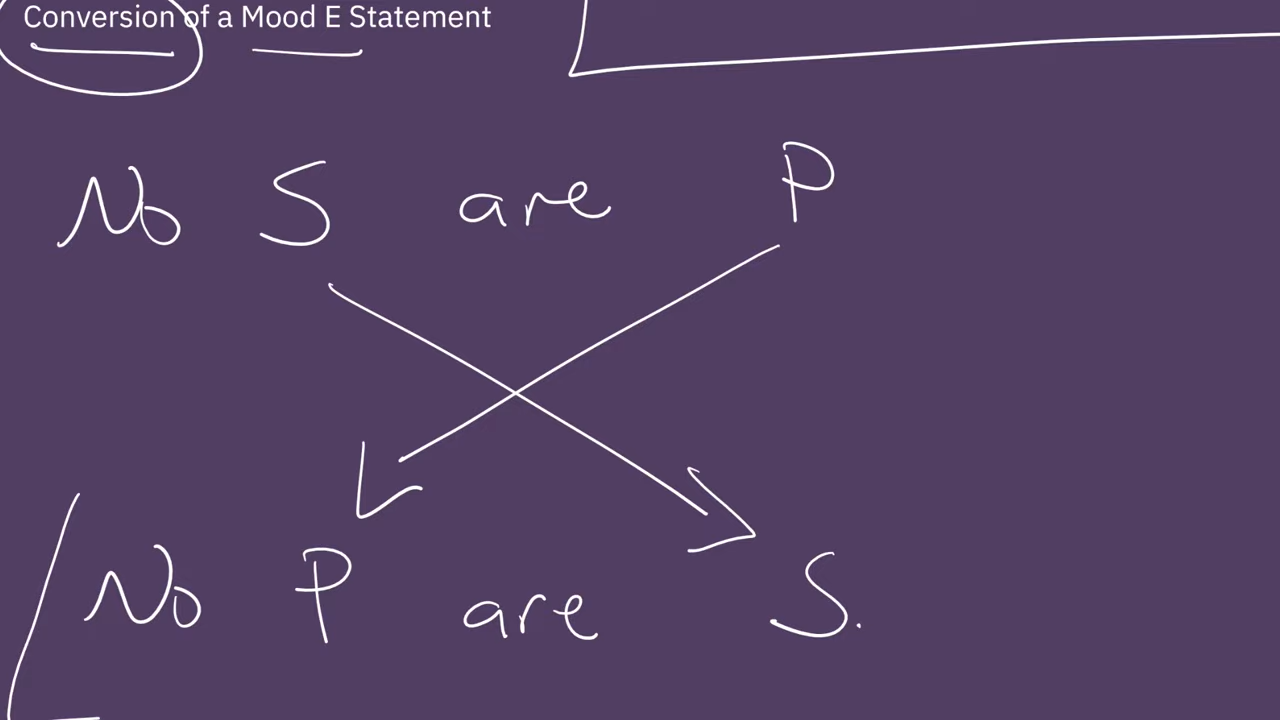 Conversion of a Mood E Statement
No S are P
No P are S.